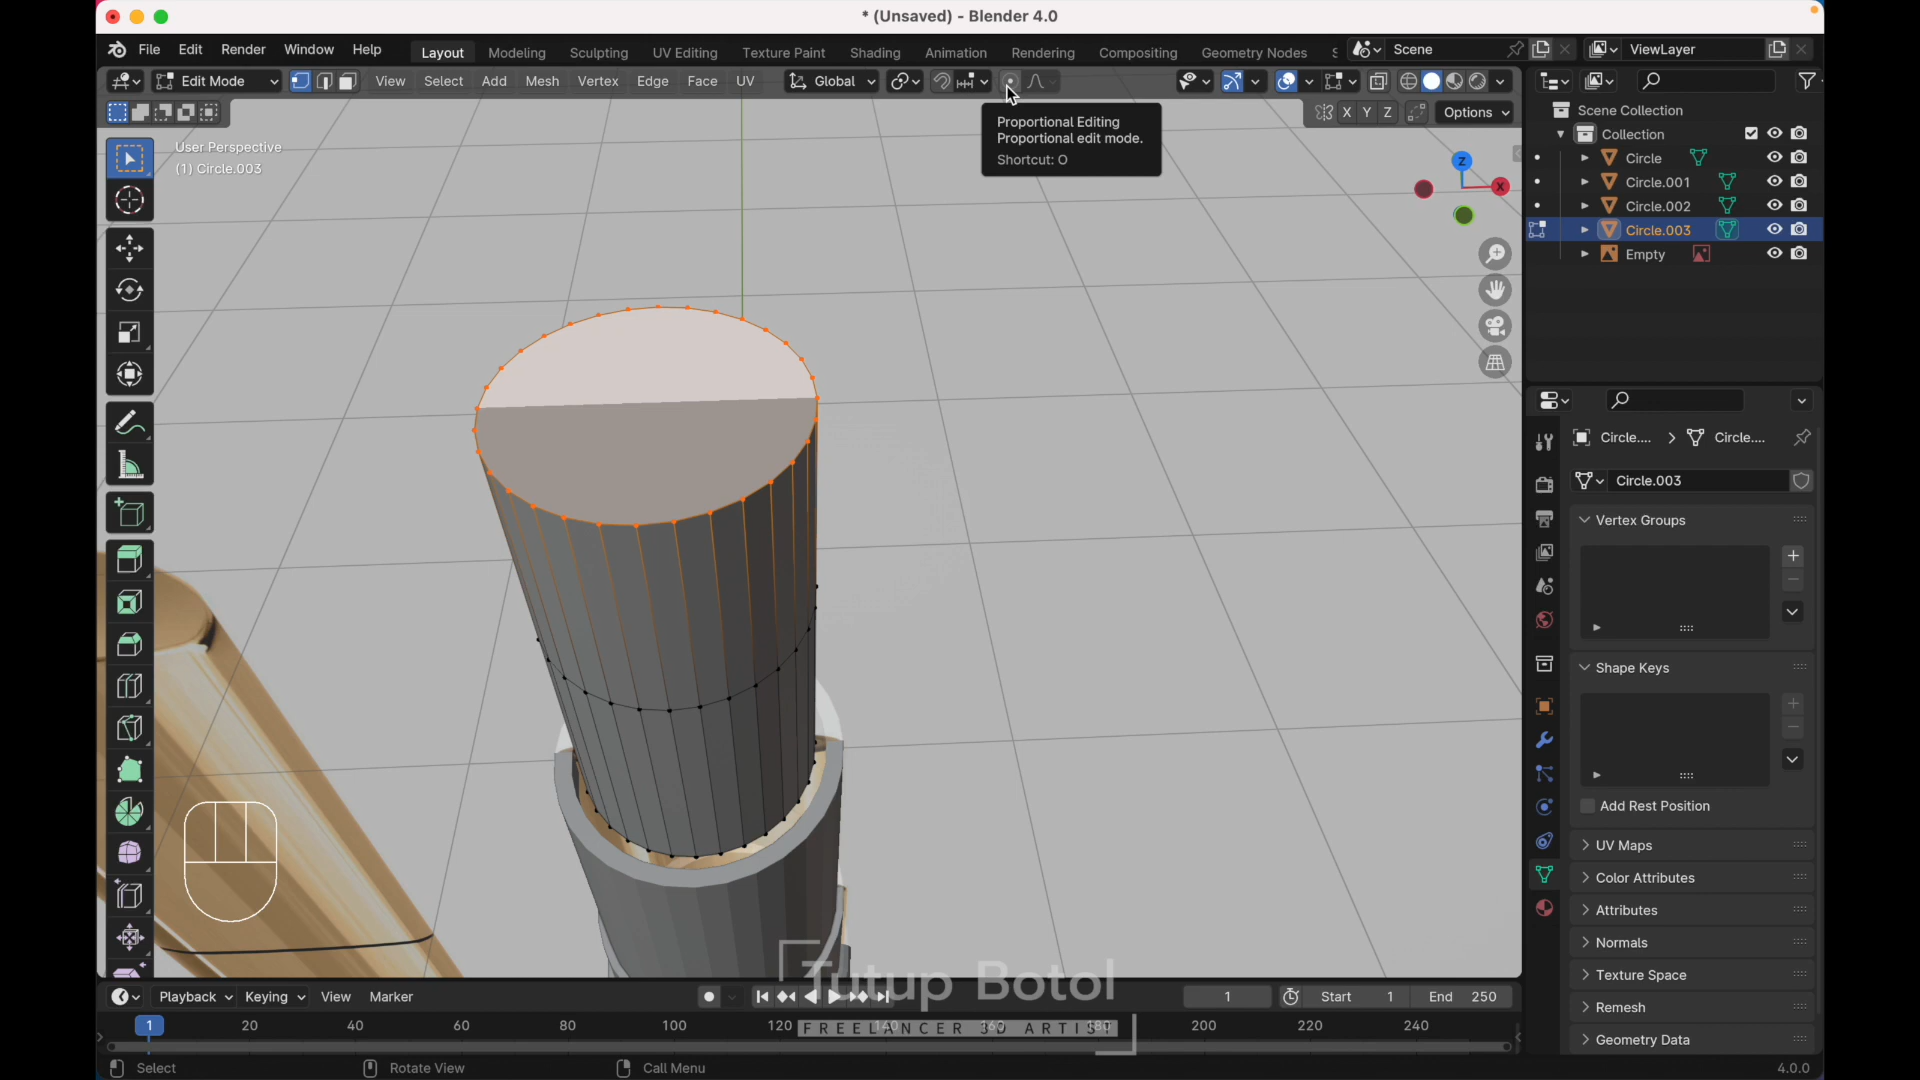 * (Unsaved) - Blender 4.0
File Edit Render Window Help
Layout Modeling Sculpting UV Editing Texture Paint Shading Animation Rendering Compositing Geometry Nodes S
Scene
ViewLayer
Edit Mode View Select Add Mesh Vertex Edge Face UV Global
X Y Z Options
Proportional Editing
Proportional edit mode.
Shortcut: O
User Perspective
(1) Circle.003
Z
X
Scene Collection
Collection
Circle
Circle.001
Circle.002
Circle.003
Empty
Circle.... > Circle....
Circle.003
Vertex Groups
Shape Keys
Add Rest Position
UV Maps
Color Attributes
Attributes
Normals
Texture Space
Remesh
Geometry Data
Tutup Botol
FREELANCER 3D ARTIST
Playback Keying View Marker
1
Start 1 End 250
1 20 40 60 80 100 120 140 160 180 200 220 240
Select Rotate View Call Menu 4.0.0